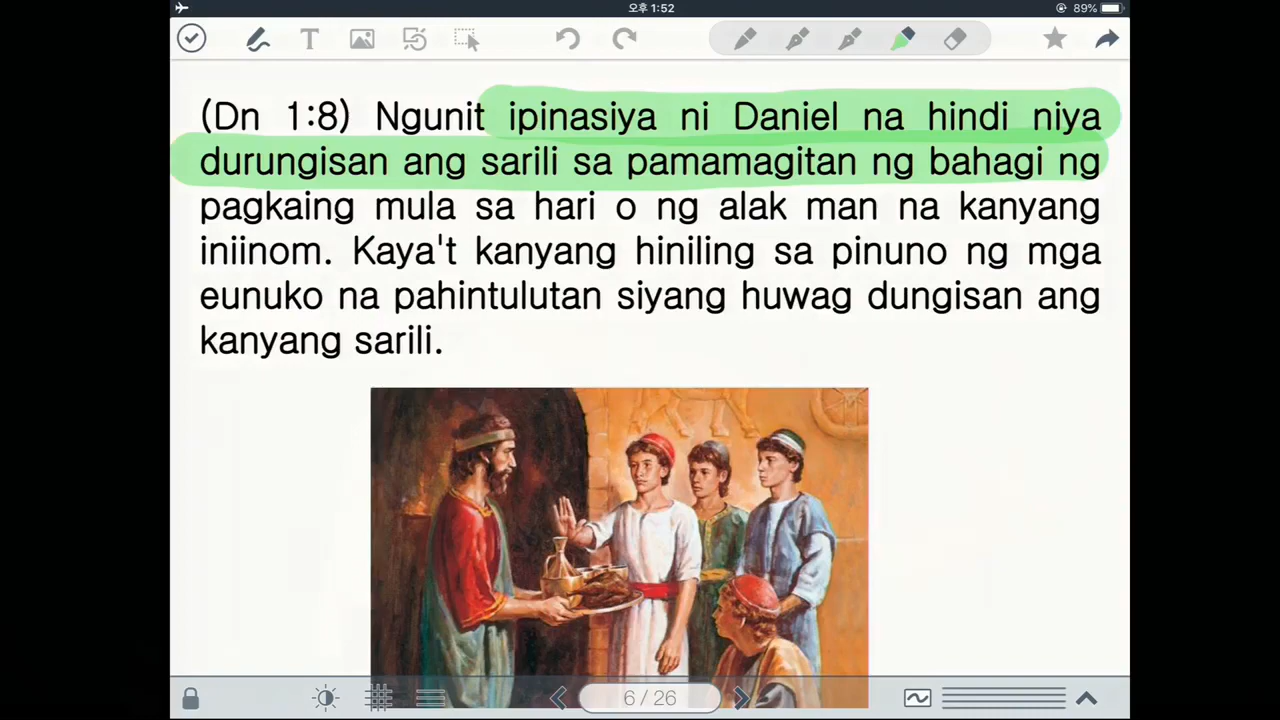 오후 1:52
89%
T
(Dn 1:8) Ngunit ipinasiya ni Daniel na hindi niya
durungisan ang sarili sa pamamagitan ng bahagi ng
pagkaing mula sa hari o ng alak man na kanyang
iniinom. Kaya't kanyang hiniling sa pinuno ng mga
eunuko na pahintulutan siyang huwag dungisan ang
kanyang sarili.
6 / 26